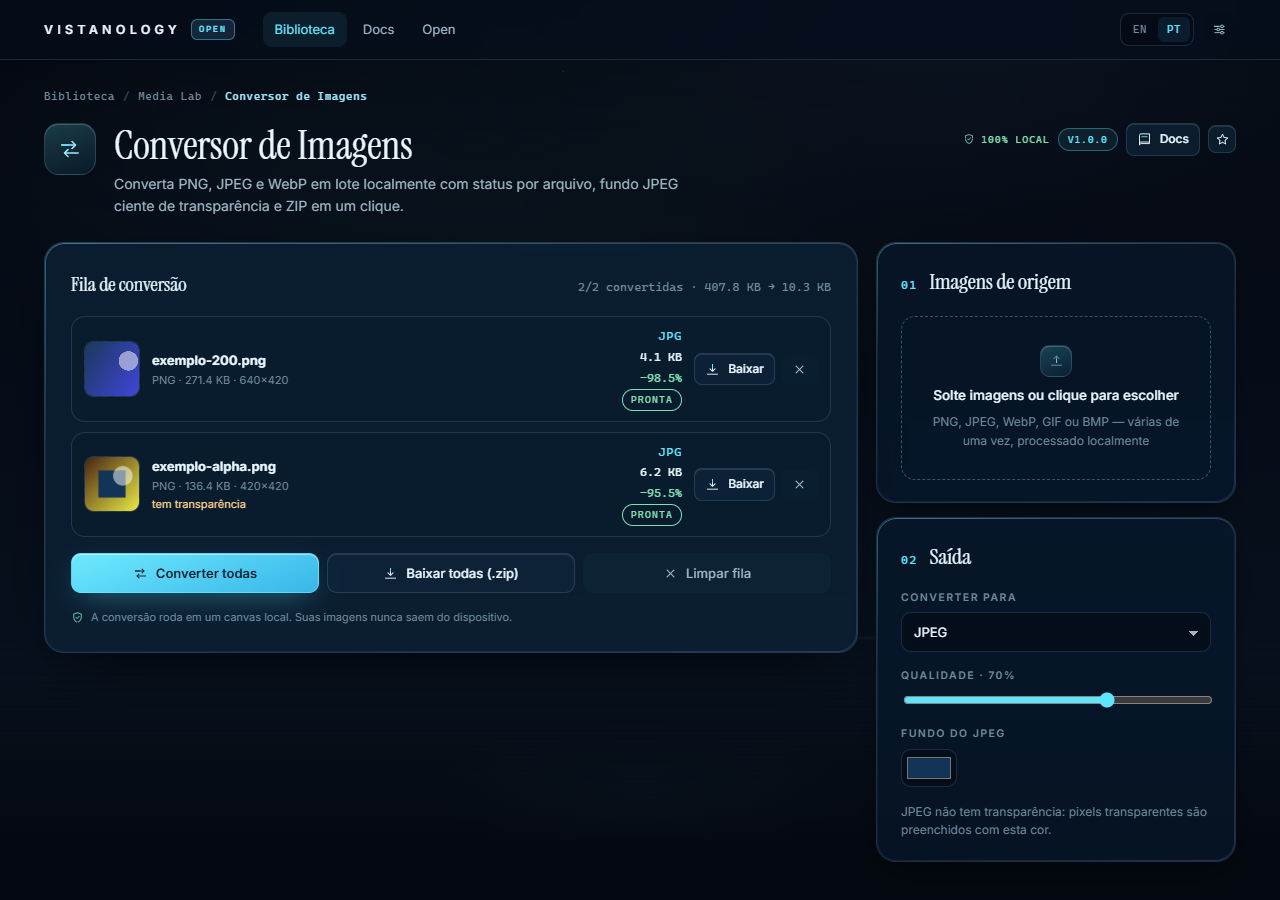 VISTANOLOGY OPEN Biblioteca Docs Open EN PT
Biblioteca / Media Lab / Conversor de Imagens
Conversor de Imagens
100% LOCAL V1.0.0 Docs
Converta PNG, JPEG e WebP em lote localmente com status por arquivo, fundo JPEG
ciente de transparência e ZIP em um clique.
Fila de conversão
2/2 convertidas · 407.8 KB → 10.3 KB
exemplo-200.png
PNG · 271.4 KB · 640×420
JPG
4.1 KB
−98.5%
PRONTA
Baixar
exemplo-alpha.png
PNG · 136.4 KB · 420×420
tem transparência
JPG
6.2 KB
−95.5%
PRONTA
Baixar
Converter todas
Baixar todas (.zip)
Limpar fila
A conversão roda em um canvas local. Suas imagens nunca saem do dispositivo.
01 Imagens de origem
Solte imagens ou clique para escolher
PNG, JPEG, WebP, GIF ou BMP — várias de
uma vez, processado localmente
02 Saída
CONVERTER PARA
JPEG
QUALIDADE · 70%
FUNDO DO JPEG
JPEG não tem transparência: pixels transparentes são
preenchidos com esta cor.